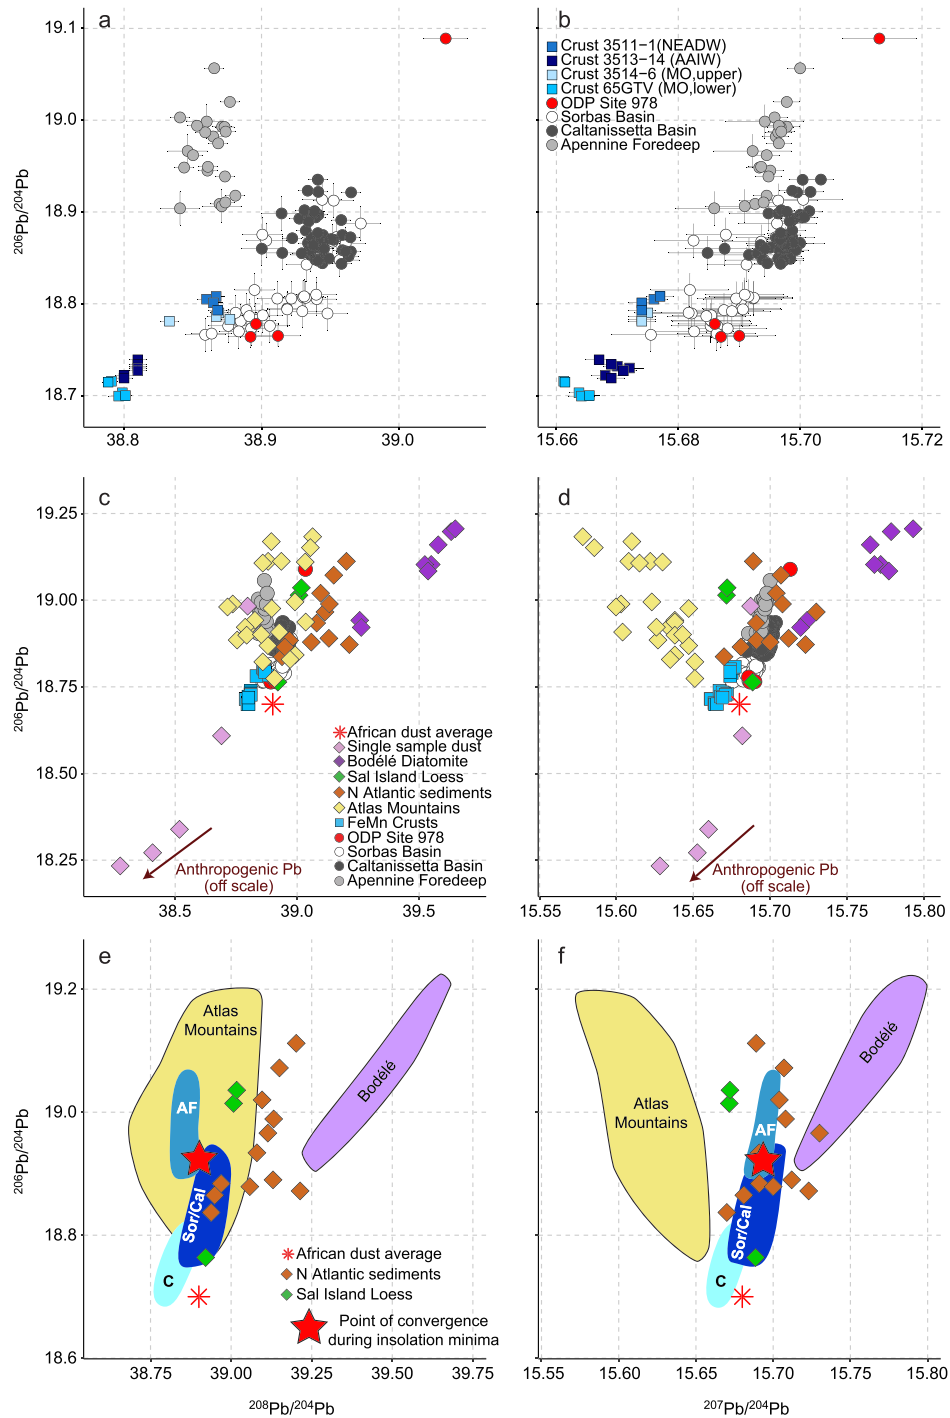 a
19.1
19.0
18.9
18.8
18.7
206Pb/204Pb
38.8
38.9
39.0
b
Crust 3511−1(NEADW)
Crust 3513−14 (AAIW)
Crust 3514−6 (MO,upper)
Crust 65GTV (MO,lower)
ODP Site 978
Sorbas Basin
Caltanissetta Basin
Apennine Foredeep
15.66
15.68
15.70
15.72
c
19.25
19.00
18.75
18.50
18.25
206Pb/204Pb
African dust average
Single sample dust
Bodélé Diatomite
Sal Island Loess
N Atlantic sediments
Atlas Mountains
FeMn Crusts
ODP Site 978
Sorbas Basin
Caltanissetta Basin
Apennine Foredeep
Anthropogenic Pb
(off scale)
38.5
39.0
39.5
d
Anthropogenic Pb
(off scale)
15.55
15.60
15.65
15.70
15.75
15.80
e
19.2
19.0
18.8
18.6
206Pb/204Pb
Atlas
Mountains
Bodélé
AF
Sor/Cal
C
African dust average
N Atlantic sediments
Sal Island Loess
Point of convergence
during insolation minima
38.75
39.00
39.25
39.50
39.75
208Pb/204Pb
f
Atlas
Mountains
Bodélé
AF
Sor/Cal
C
15.55
15.60
15.65
15.70
15.75
15.80
207Pb/204Pb